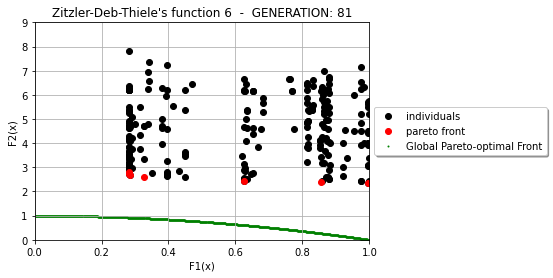 Zitzler-Deb-Thiele's function 6 - GENERATION: 81
9
8
7
6
5
4
3
2
1
0
F2(x)
0.0 0.2 0.4 0.6 0.8 1.0
F1(x)
individuals
pareto front
Global Pareto-optimal Front